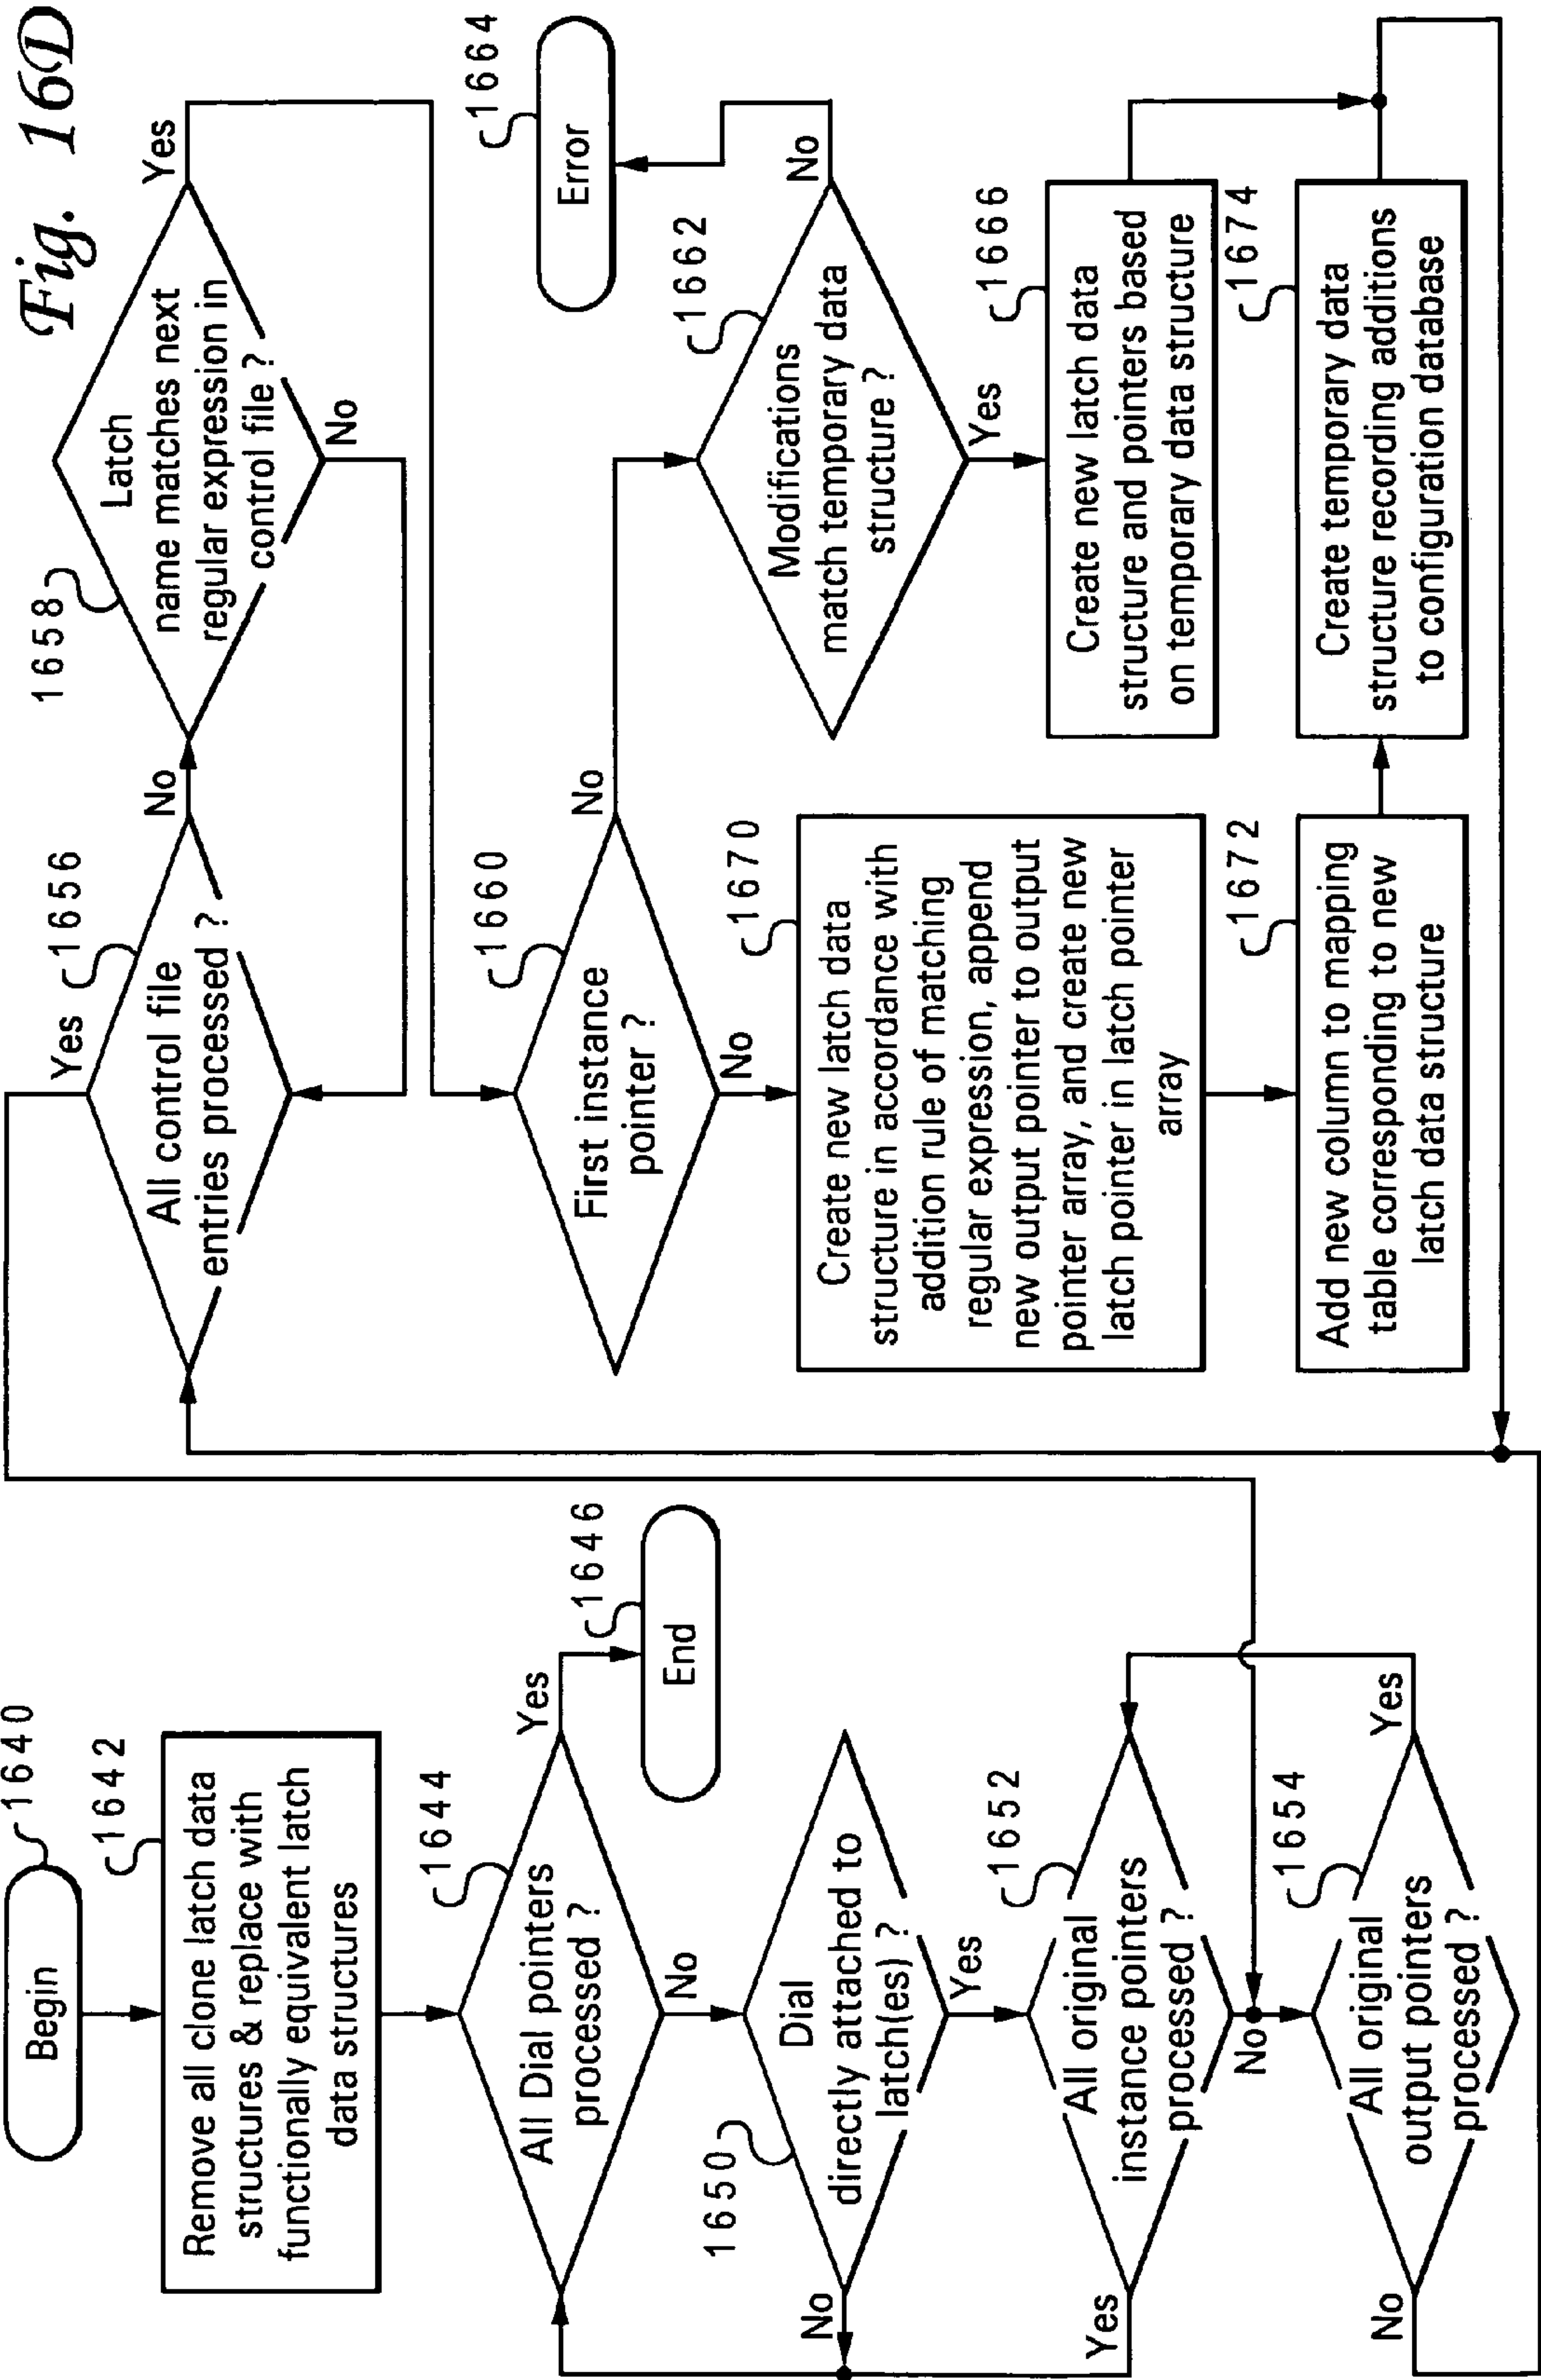 Fig. 16D
Begin
1640
1642
Remove all clone latch data
structures & replace with
functionally equivalent latch
data structures
1644
All Dial pointers
processed ?
Yes
1646
End
No
1650
Dial
directly attached to
latch(es) ?
No
Yes
1652
All original
instance pointers
processed ?
Yes
No
1654
All original
output pointers
processed ?
Yes
No
Yes
1656
All control file
entries processed ?
No
1658
Latch
name matches next
regular expression in
control file ?
Yes
No
1660
First instance
pointer ?
No
No
1662
Modifications
match temporary data
structure ?
No
1664
Error
Yes
1666
Create new latch data
structure and pointers based
on temporary data structure
1670
Create new latch data
structure in accordance with
addition rule of matching
regular expression, append
new output pointer to output
pointer array, and create new
latch pointer in latch pointer
array
1672
Add new column to mapping
table corresponding to new
latch data structure
1674
Create temporary data
structure recording additions
to configuration database